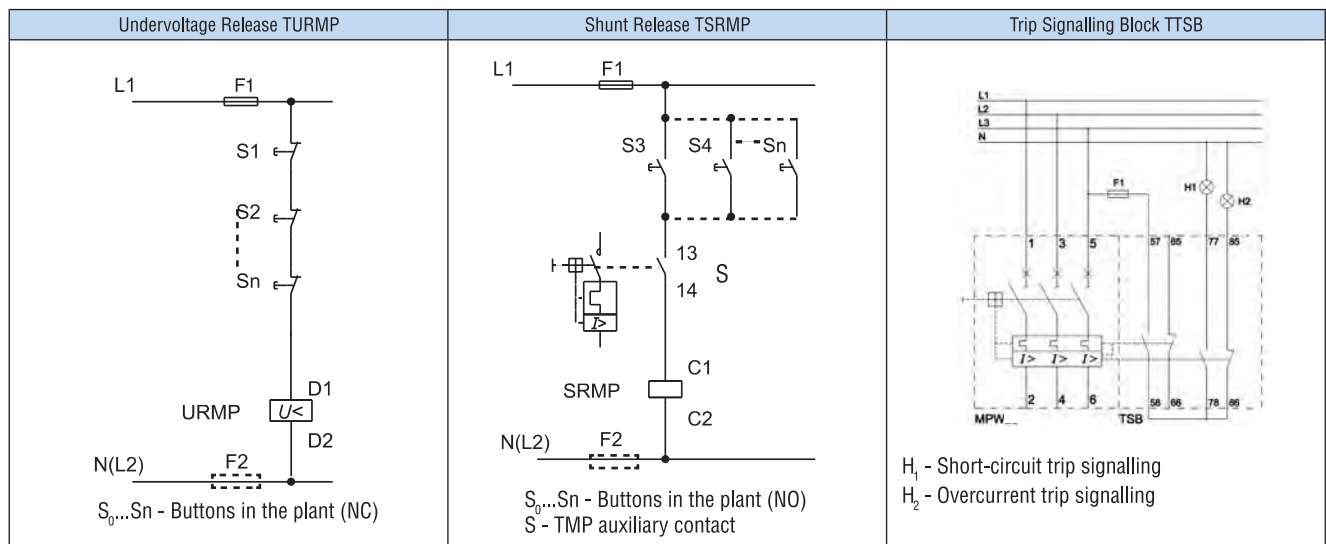 Undervoltage Release TURMP
L1
F1
S1
S2
Sn
D1
URMP
U<
D2
N(L2)
F2
S0...Sn - Buttons in the plant (NC)
Shunt Release TSRMP
L1
F1
S3
S4
Sn
13
S
14
I>
C1
SRMP
C2
N(L2)
F2
S0...Sn - Buttons in the plant (NO)
S - TMP auxiliary contact
Trip Signalling Block TTSB
L1
L2
L3
N
F1
H1
H2
1 3 5 57 65 77 85
I> I> I>
2 4 6 58 66 78 86
MPW__ TSB
H1 - Short-circuit trip signalling
H2 - Overcurrent trip signalling